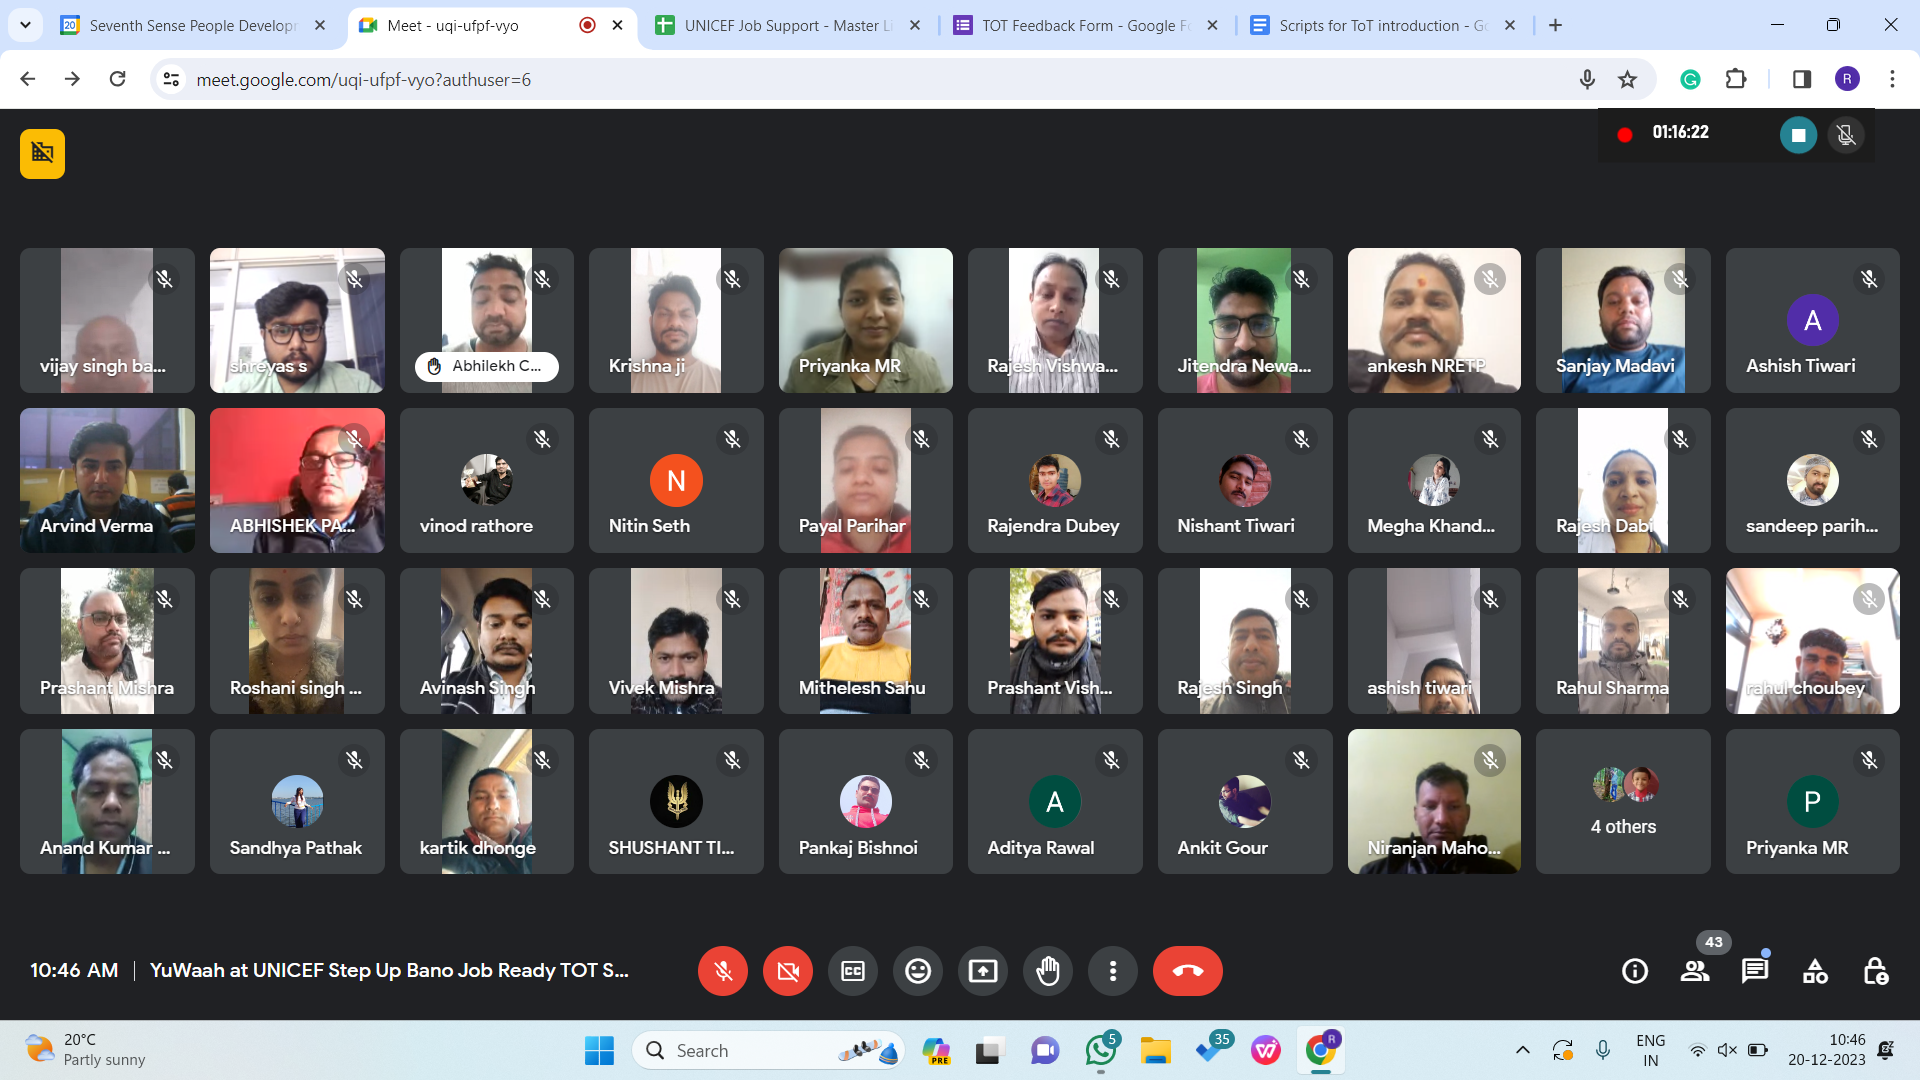 20
Seventh Sense People Develop
Meet - uqi-ufpf-vyo
UNICEF Job Support - Master Li
TOT Feedback Form - Google Fo
Scripts for ToT introduction - Go
meet.google.com/uqi-ufpf-vyo?authuser=6
R
01:16:22
vijay singh ba...
shreyas s
Abhilekh C...
Krishna ji
Priyanka MR
Rajesh Vishwa...
Jitendra Newa...
ankesh NRETP
Sanjay Madavi
A
Ashish Tiwari
Arvind Verma
ABHISHEK PA...
vinod rathore
N
Nitin Seth
Payal Parihar
Rajendra Dubey
Nishant Tiwari
Megha Khand...
Rajesh Dabi
sandeep parih...
Prashant Mishra
Roshani singh ...
Avinash Singh
Vivek Mishra
Mithelesh Sahu
Prashant Vish...
Rajesh Singh
ashish tiwari
Rahul Sharma
rahul choubey
Anand Kumar ...
Sandhya Pathak
kartik dhonge
SHUSHANT TI...
Pankaj Bishnoi
A
Aditya Rawal
Ankit Gour
Niranjan Maho...
4 others
P
Priyanka MR
10:46 AM
YuWaah at UNICEF Step Up Bano Job Ready TOT S...
CC
43
20°C
Partly sunny
Search
PRE
5
35
R
ENG
IN
10:46
20-12-2023